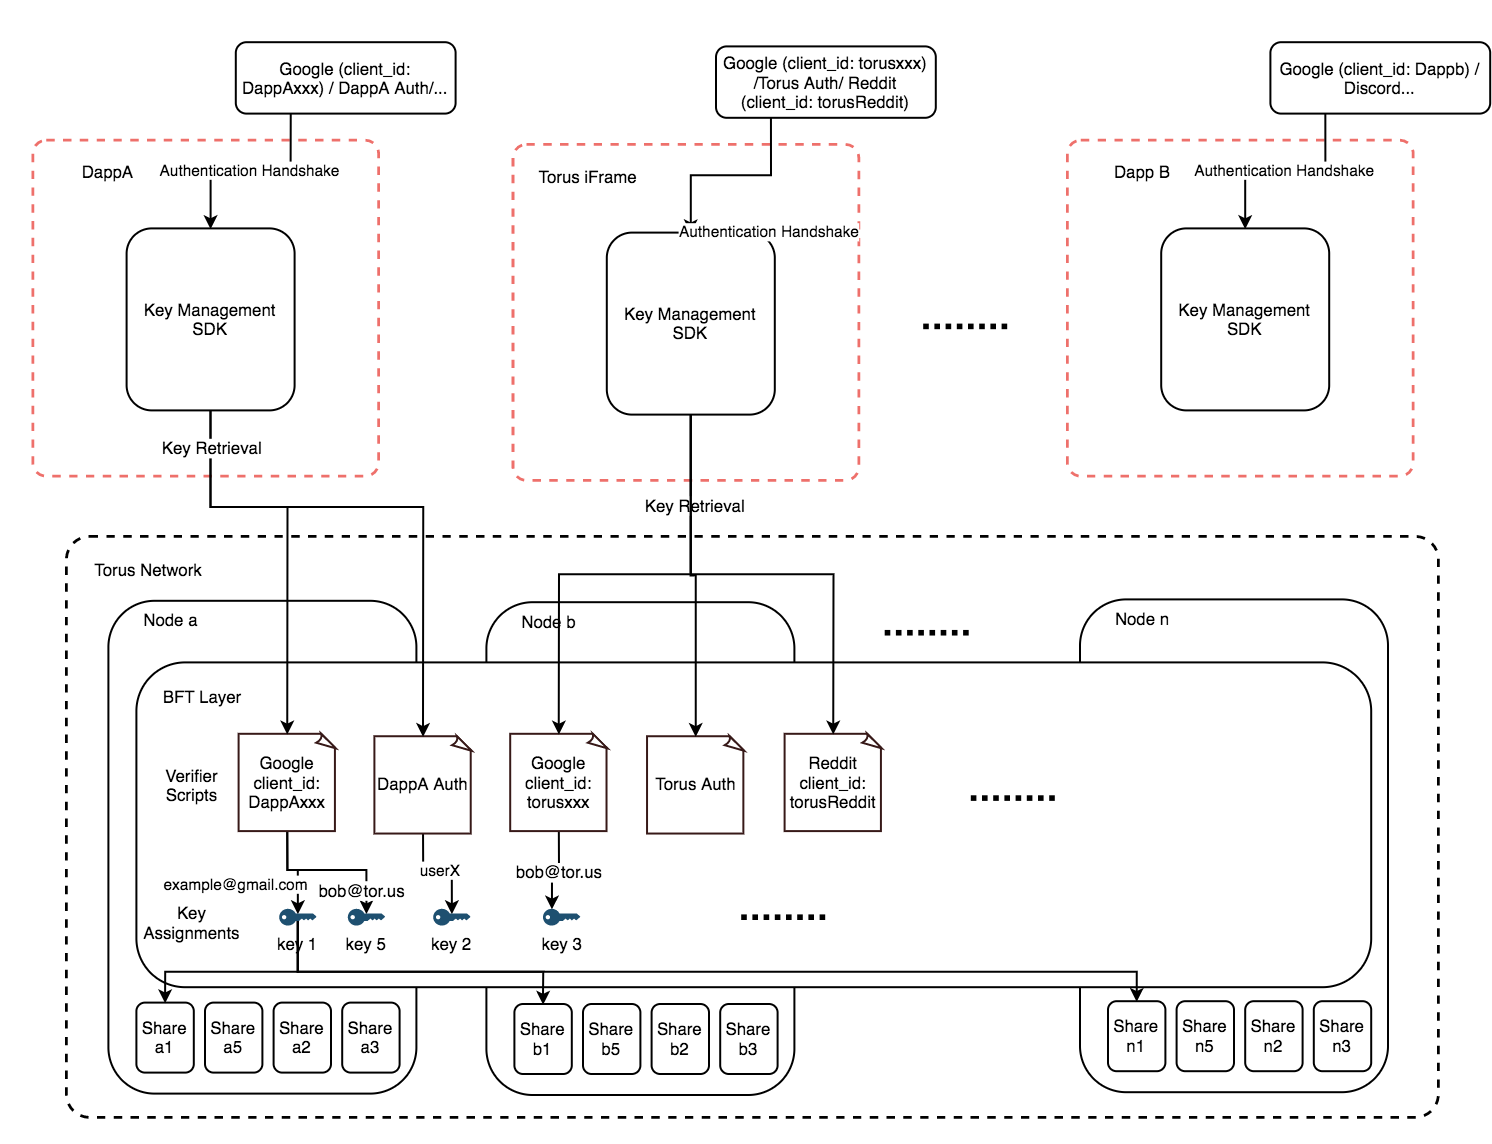 Google (client_id:
DappAxxx) / DappA Auth/...
Google (client_id: torusxxx)
/Torus Auth/ Reddit
(client_id: torusReddit)
Google (client_id: Dappb) /
Discord...
DappA
Authentication Handshake
Torus iFrame
Authentication Handshake
Dapp B
Authentication Handshake
Key Management
SDK
Key Management
SDK
Key Management
SDK
Key Retrieval
Key Retrieval
Torus Network
Node a
Node b
Node n
BFT Layer
Verifier
Scripts
Google
client_id:
DappAxxx
DappA Auth
Google
client_id:
torusxxx
Torus Auth
Reddit
client_id:
torusReddit
example@gmail.com
bob@tor.us
userX
bob@tor.us
Key
Assignments
key 1
key 5
key 2
key 3
Share
a1
Share
a5
Share
a2
Share
a3
Share
b1
Share
b5
Share
b2
Share
b3
Share
n1
Share
n5
Share
n2
Share
n3